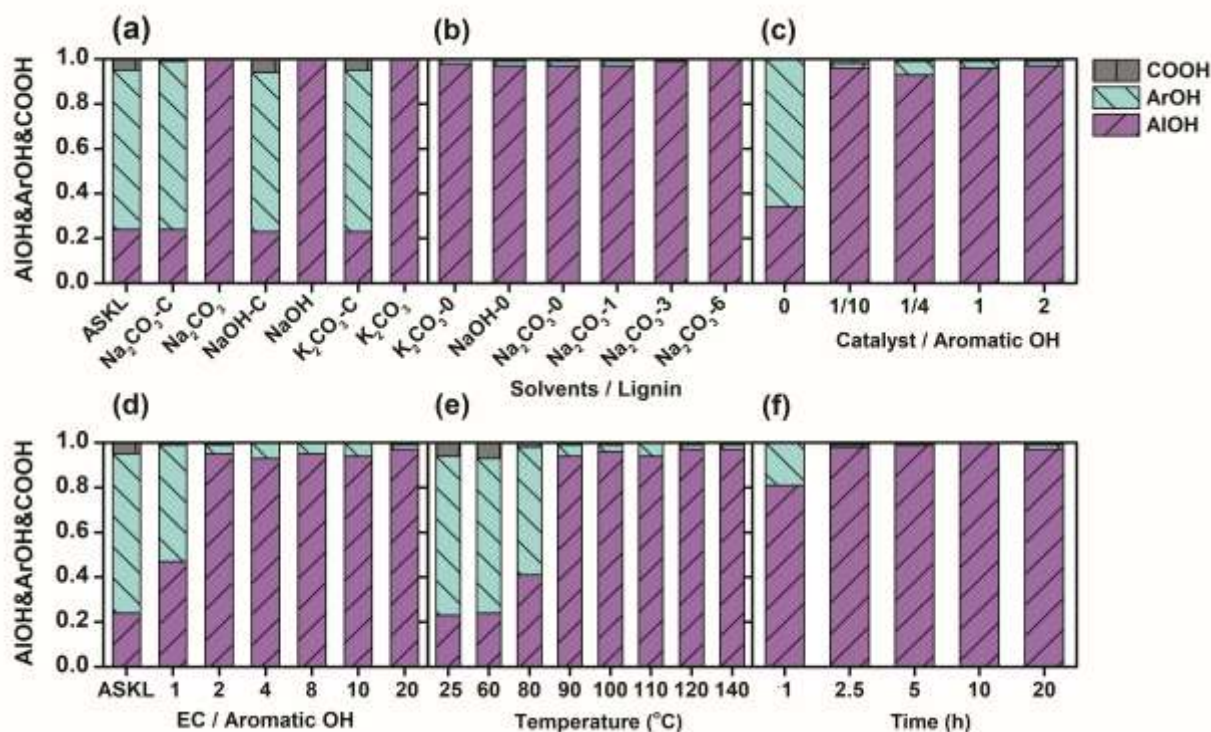 (a)
(b)
(c)
AlOH&ArOH&COOH
1.0
0.8
0.6
0.4
0.2
0.0
COOH
ArOH
AlOH
ASKL
Na₂CO₃-C
Na₂CO₃
NaOH-C
NaOH
K₂CO₃-C
K₂CO₃
K₂CO₃-0
NaOH-0
Na₂CO₃-0
Na₂CO₃-1
Na₂CO₃-3
Na₂CO₃-6
0 1/10 1/4 1 2
Solvents / Lignin
Catalyst / Aromatic OH
(d)
(e)
(f)
AlOH&ArOH&COOH
1.0
0.8
0.6
0.4
0.2
0.0
ASKL 1 2 4 8 10 20
25 60 80 90 100 110 120 140
1 2.5 5 10 20
EC / Aromatic OH
Temperature (°C)
Time (h)